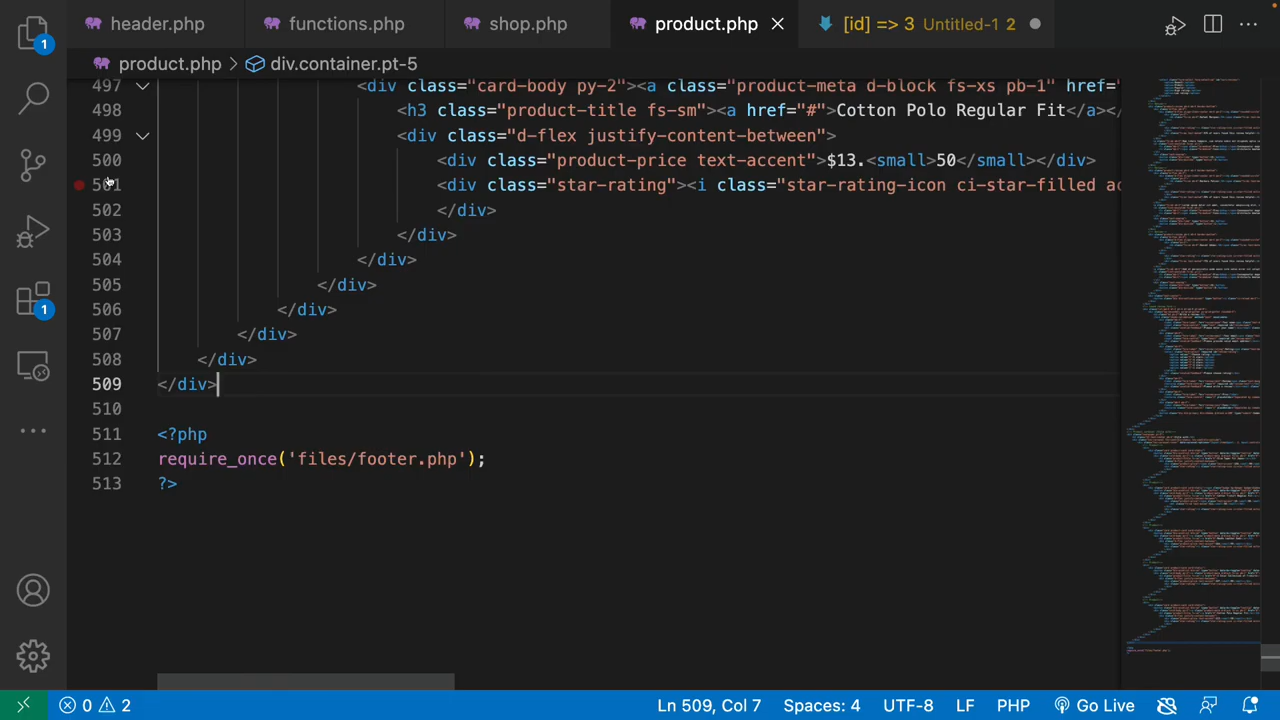 header.php functions.php shop.php product.php [id] => 3 Untitled-1 2
product.php > div.container.pt-5
497 <div class="card-body py-2"><a class="product-meta d-block fs-xs pb-1" href="
498 <h3 class="product-title fs-sm"><a href="#">Cotton Polo Regular Fit</a></
499 <div class="d-flex justify-content-between">
500 <div class="product-price text-accent">$13.<small>50</small></div>
501 <div class="star-rating"><i class="star-rating-icon ci-star-filled ac
502 </div>
503 </div>
504 </div>
505 </div>
506 </div>
507 </div>
508 </div>
509 </div>
510
511 <?php
512 require_once('files/footer.php');
513 ?>
1
1
0 2 Ln 509, Col 7 Spaces: 4 UTF-8 LF PHP Go Live